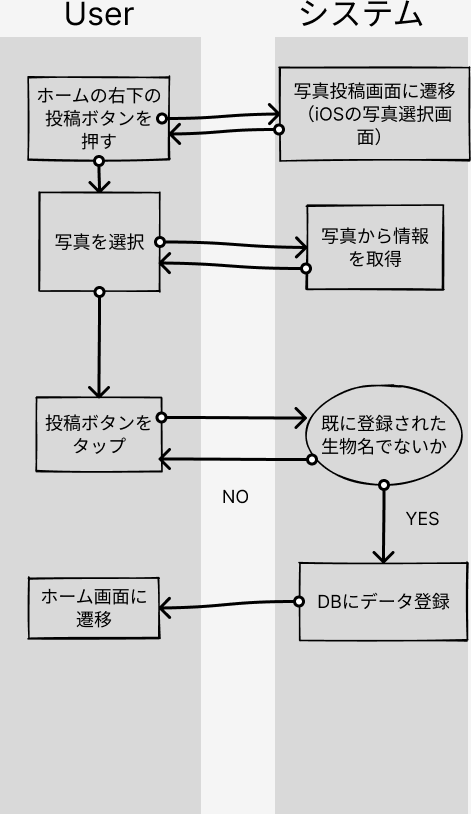 User
システム
ホームの右下の
投稿ボタンを
押す
写真投稿画面に遷移
（iOSの写真選択画
面）
写真を選択
写真から情報
を取得
投稿ボタンを
タップ
既に登録された
生物名でないか
NO
YES
ホーム画面に
遷移
DBにデータ登録